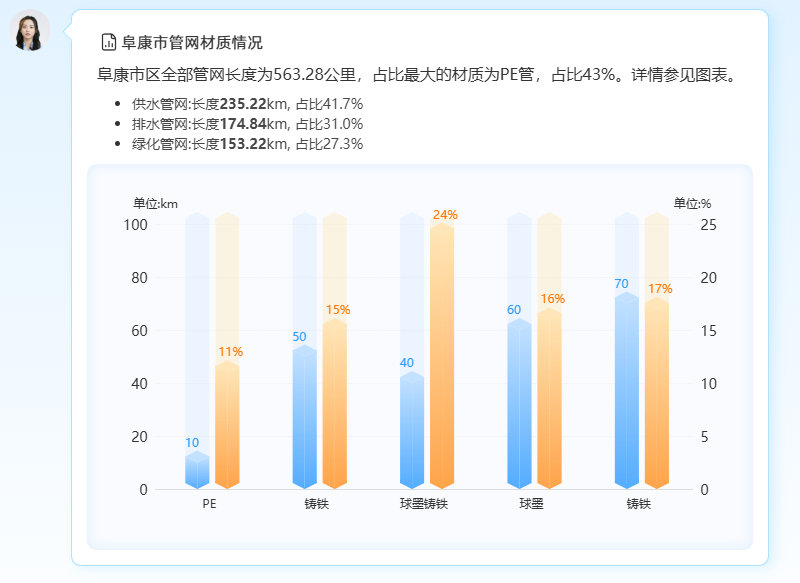 阜康市管网材质情况
阜康市区全部管网长度为563.28公里，占比最大的材质为PE管，占比43%。详情参见图表。
供水管网:长度235.22km, 占比41.7%
排水管网:长度174.84km, 占比31.0%
绿化管网:长度153.22km, 占比27.3%
单位:km 单位:%
100 25
80 20
60 15
40 10
20 5
0 0
10 11% 50 15% 40 24% 60 16% 70 17%
PE 铸铁 球墨铸铁 球墨 铸铁